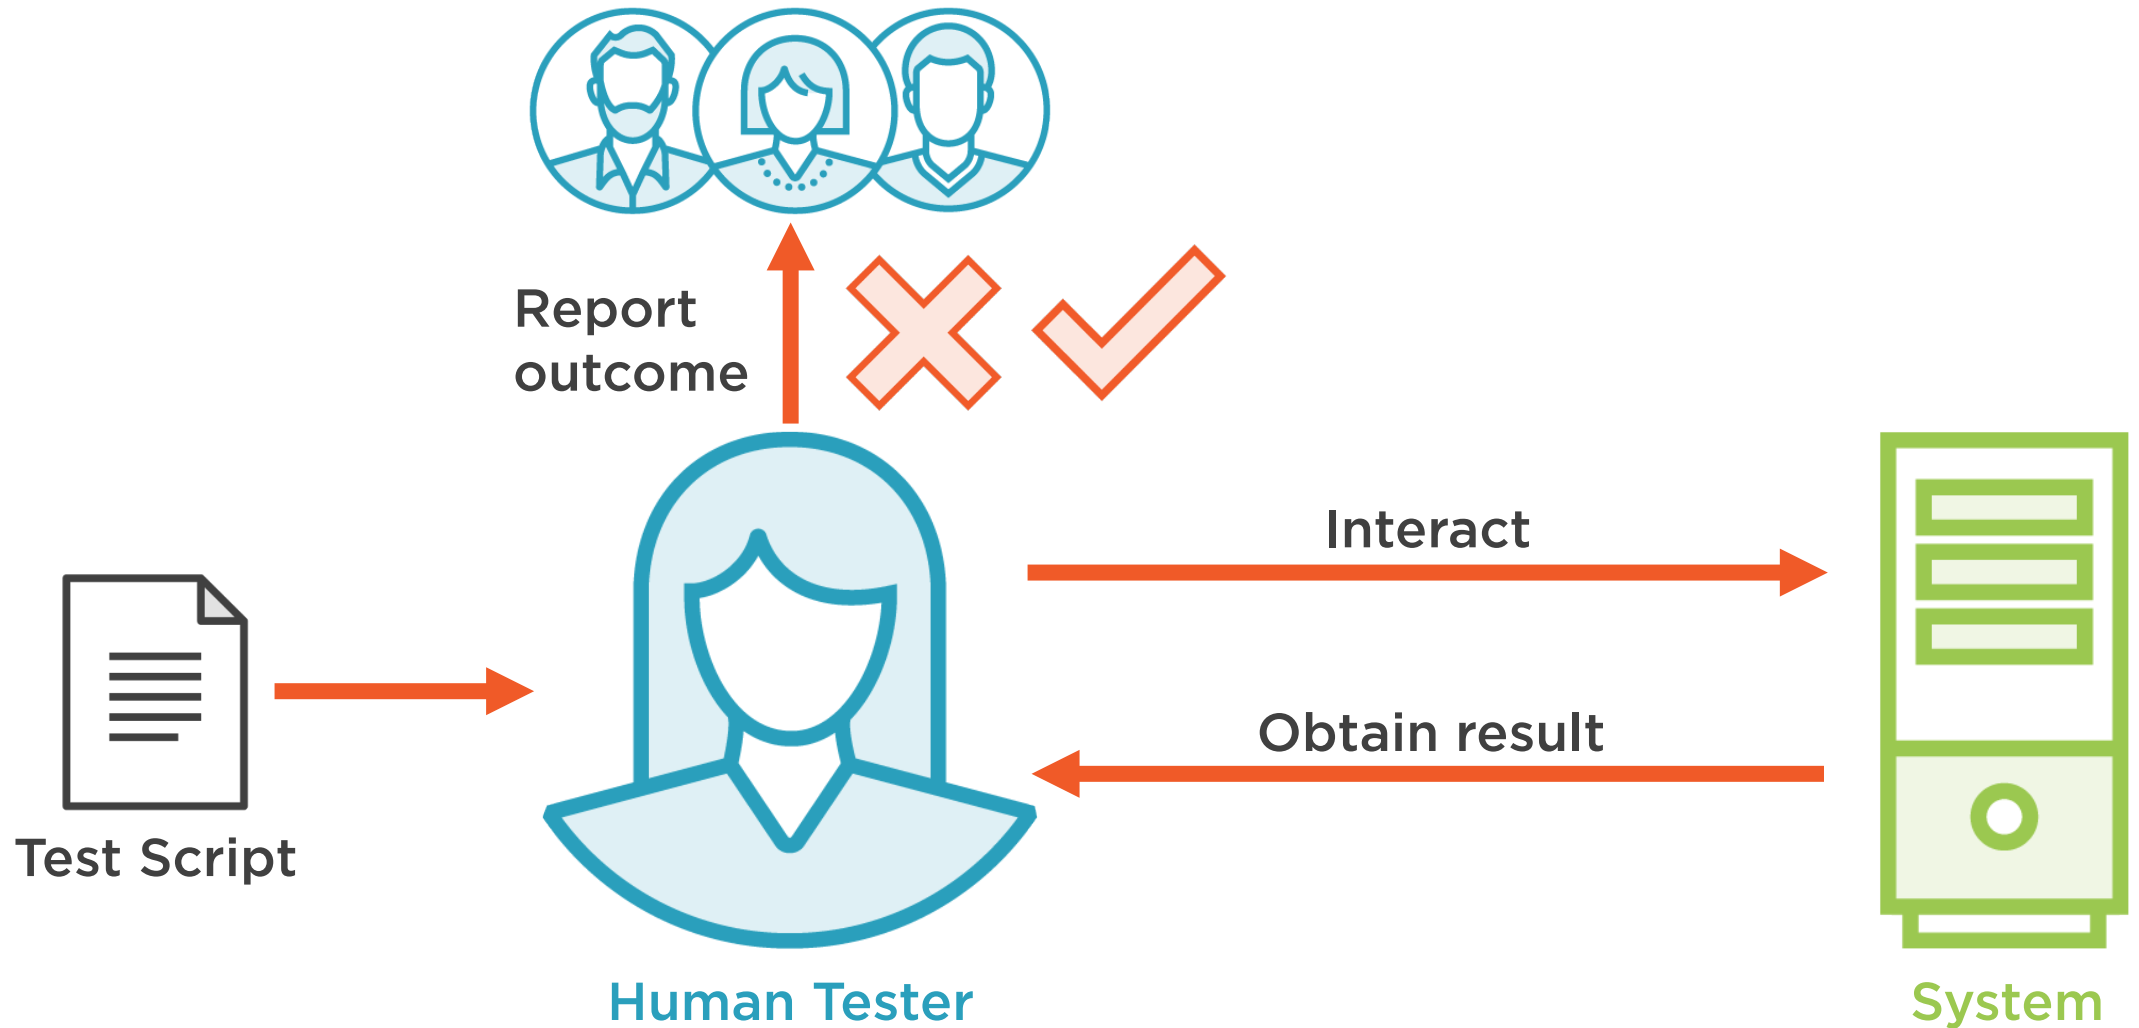 Report
outcome
Interact
Obtain result
Test Script
Human Tester
System